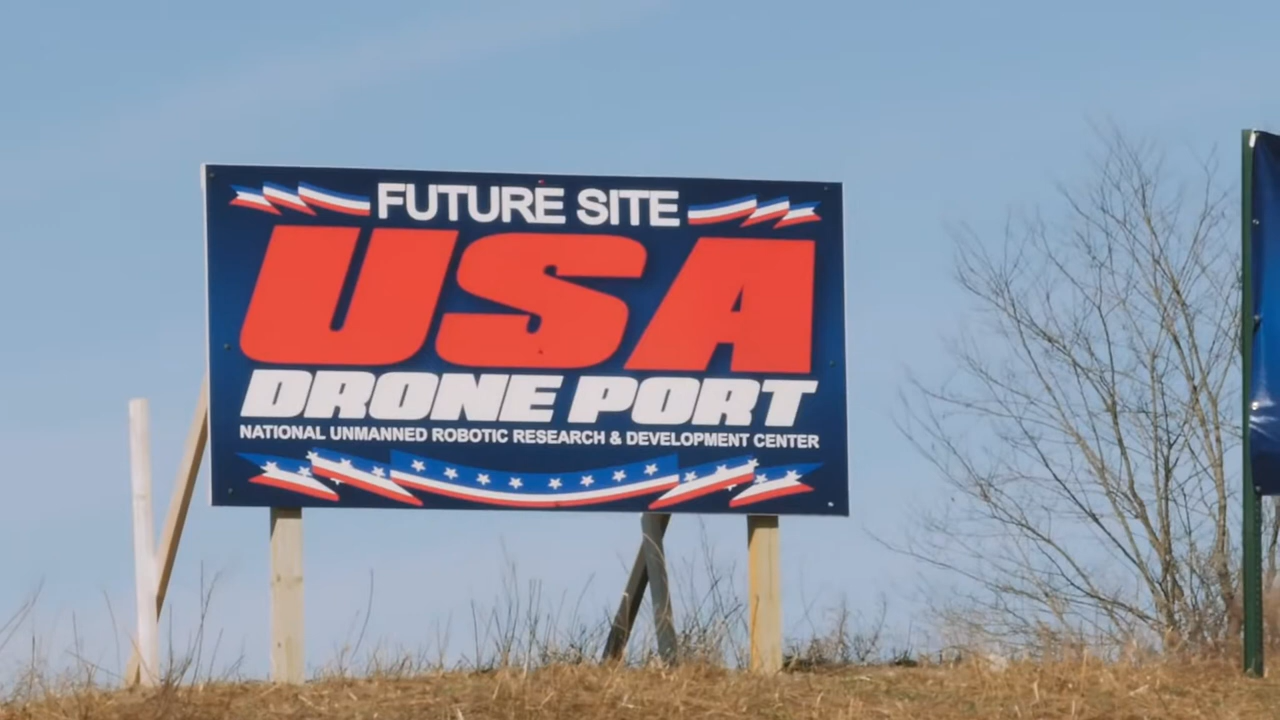 FUTURE SITE
USA
DRONE PORT
NATIONAL UNMANNED ROBOTIC RESEARCH & DEVELOPMENT CENTER